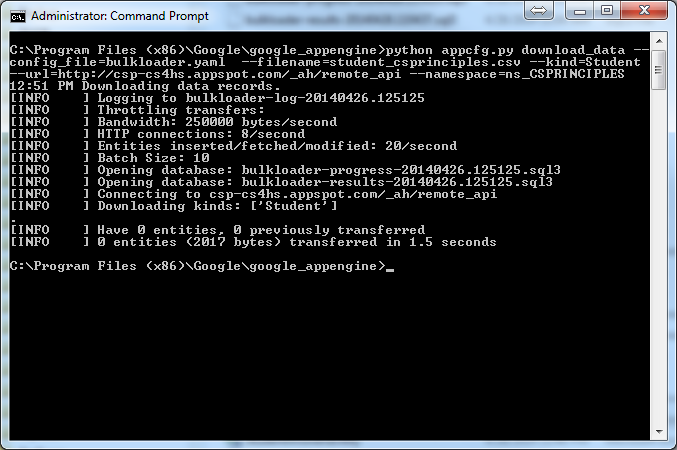 Administrator: Command Prompt
C:\Program Files (x86)\Google\google_appengine>python appcfg.py download_data --
config_file=bulkloader.yaml  --filename=student_csprinciples.csv --kind=Student
--url=http://csp-cs4hs.appspot.com/_ah/remote_api --namespace=ns_CSPRINCIPLES
12:51 PM Downloading data records.
[INFO    ] Logging to bulkloader-log-20140426.125125
[INFO    ] Throttling transfers:
[INFO    ] Bandwidth: 250000 bytes/second
[INFO    ] HTTP connections: 8/second
[INFO    ] Entities inserted/fetched/modified: 20/second
[INFO    ] Batch Size: 10
[INFO    ] Opening database: bulkloader-progress-20140426.125125.sql3
[INFO    ] Opening database: bulkloader-results-20140426.125125.sql3
[INFO    ] Connecting to csp-cs4hs.appspot.com/_ah/remote_api
[INFO    ] Downloading kinds: ['Student']
.
[INFO    ] Have 0 entities, 0 previously transferred
[INFO    ] 0 entities (2017 bytes) transferred in 1.5 seconds
C:\Program Files (x86)\Google\google_appengine>_